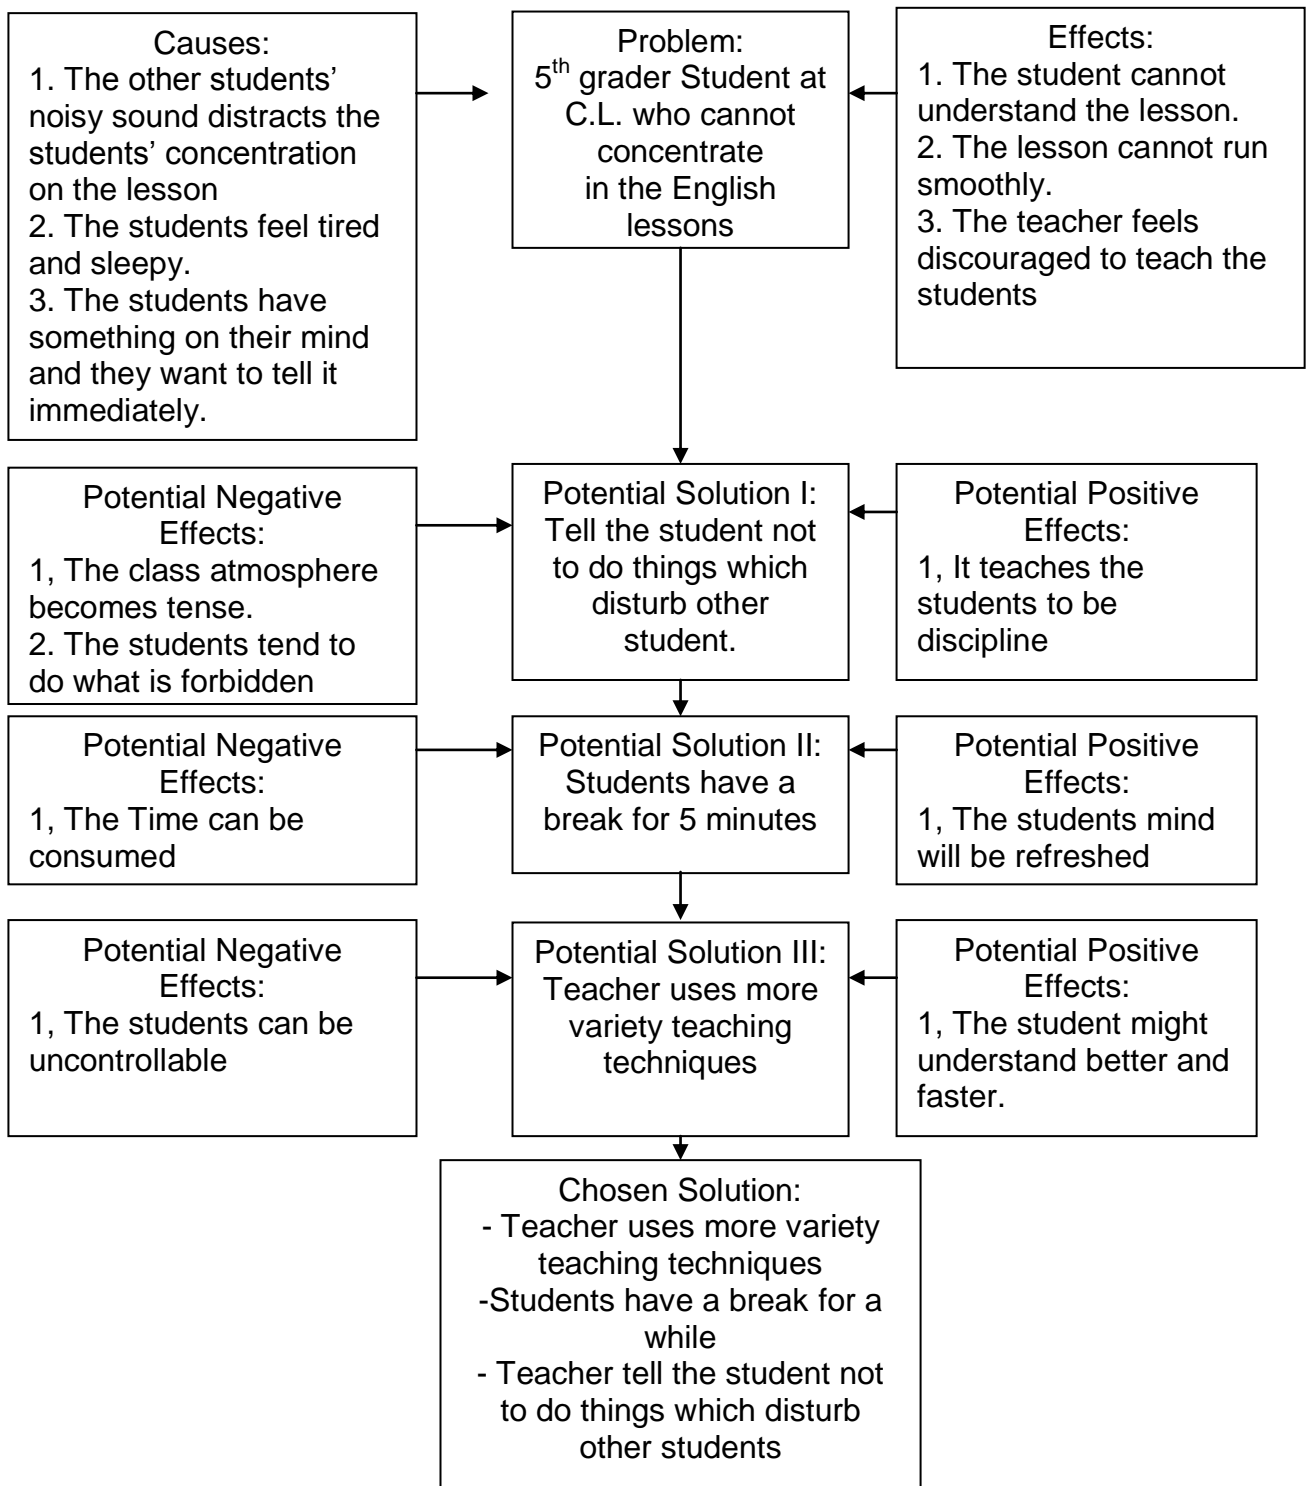 Causes:
1. The other students’
noisy sound distracts the
students’ concentration
on the lesson
2. The students feel tired
and sleepy.
3. The students have
something on their mind
and they want to tell it
immediately.
Problem:
5th grader Student at
C.L. who cannot
concentrate
in the English
lessons
Effects:
1. The student cannot
understand the lesson.
2. The lesson cannot run
smoothly.
3. The teacher feels
discouraged to teach the
students
Potential Negative
Effects:
1, The class atmosphere
becomes tense.
2. The students tend to
do what is forbidden
Potential Solution I:
Tell the student not
to do things which
disturb other
student.
Potential Positive
Effects:
1, It teaches the
students to be
discipline
Potential Negative
Effects:
1, The Time can be
consumed
Potential Solution II:
Students have a
break for 5 minutes
Potential Positive
Effects:
1, The students mind
will be refreshed
Potential Negative
Effects:
1, The students can be
uncontrollable
Potential Solution III:
Teacher uses more
variety teaching
techniques
Potential Positive
Effects:
1, The student might
understand better and
faster.
Chosen Solution:
- Teacher uses more variety
teaching techniques
-Students have a break for a
while
- Teacher tell the student not
to do things which disturb
other students